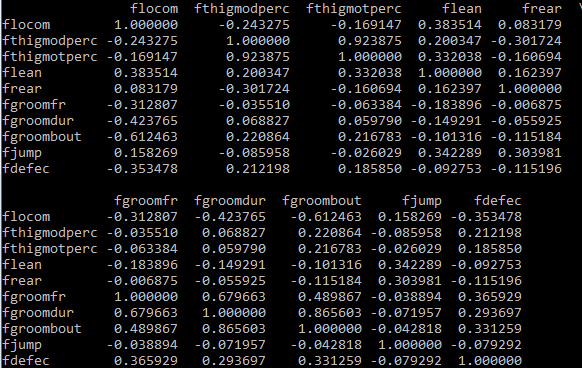 flocom fthigmodperc fthigmotperc flean frear \
flocom 1.000000 -0.243275 -0.169147 0.383514 0.083179
fthigmodperc -0.243275 1.000000 0.923875 0.200347 -0.301724
fthigmotperc -0.169147 0.923875 1.000000 0.332038 -0.160694
flean 0.383514 0.200347 0.332038 1.000000 0.162397
frear 0.083179 -0.301724 -0.160694 0.162397 1.000000
fgroomfr -0.312807 -0.035510 -0.063384 -0.183896 -0.006875
fgroomdur -0.423765 0.068827 0.059790 -0.149291 -0.055925
fgroombout -0.612463 0.220864 0.216783 -0.101316 -0.115184
fjump 0.158269 -0.085958 -0.026029 0.342289 0.303981
fdefec -0.353478 0.212198 0.185850 -0.092753 -0.115196
fgroomfr fgroomdur fgroombout fjump fdefec
flocom -0.312807 -0.423765 -0.612463 0.158269 -0.353478
fthigmodperc -0.035510 0.068827 0.220864 -0.085958 0.212198
fthigmotperc -0.063384 0.059790 0.216783 -0.026029 0.185850
flean -0.183896 -0.149291 -0.101316 0.342289 -0.092753
frear -0.006875 -0.055925 -0.115184 0.303981 -0.115196
fgroomfr 1.000000 0.679663 0.489867 -0.038894 0.365929
fgroomdur 0.679663 1.000000 0.865603 -0.071957 0.293697
fgroombout 0.489867 0.865603 1.000000 -0.042818 0.331259
fjump -0.038894 -0.071957 -0.042818 1.000000 -0.079292
fdefec 0.365929 0.293697 0.331259 -0.079292 1.000000